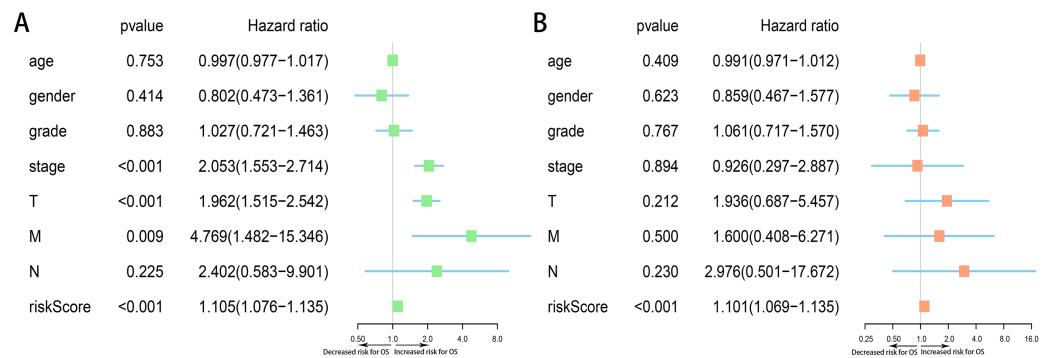 A
pvalue Hazard ratio
age 0.753 0.997(0.977−1.017)
gender 0.414 0.802(0.473−1.361)
grade 0.883 1.027(0.721−1.463)
stage <0.001 2.053(1.553−2.714)
T <0.001 1.962(1.515−2.542)
M 0.009 4.769(1.482−15.346)
N 0.225 2.402(0.583−9.901)
riskScore <0.001 1.105(1.076−1.135)
0.50 1.0 2.0 4.0 8.0
Decreased risk for OS Increased risk for OS
B
pvalue Hazard ratio
age 0.409 0.991(0.971−1.012)
gender 0.623 0.859(0.467−1.577)
grade 0.767 1.061(0.717−1.570)
stage 0.894 0.926(0.297−2.887)
T 0.212 1.936(0.687−5.457)
M 0.500 1.600(0.408−6.271)
N 0.230 2.976(0.501−17.672)
riskScore <0.001 1.101(1.069−1.135)
0.25 0.50 1.0 2.0 4.0 8.0 16.0
Decreased risk for OS Increased risk for OS